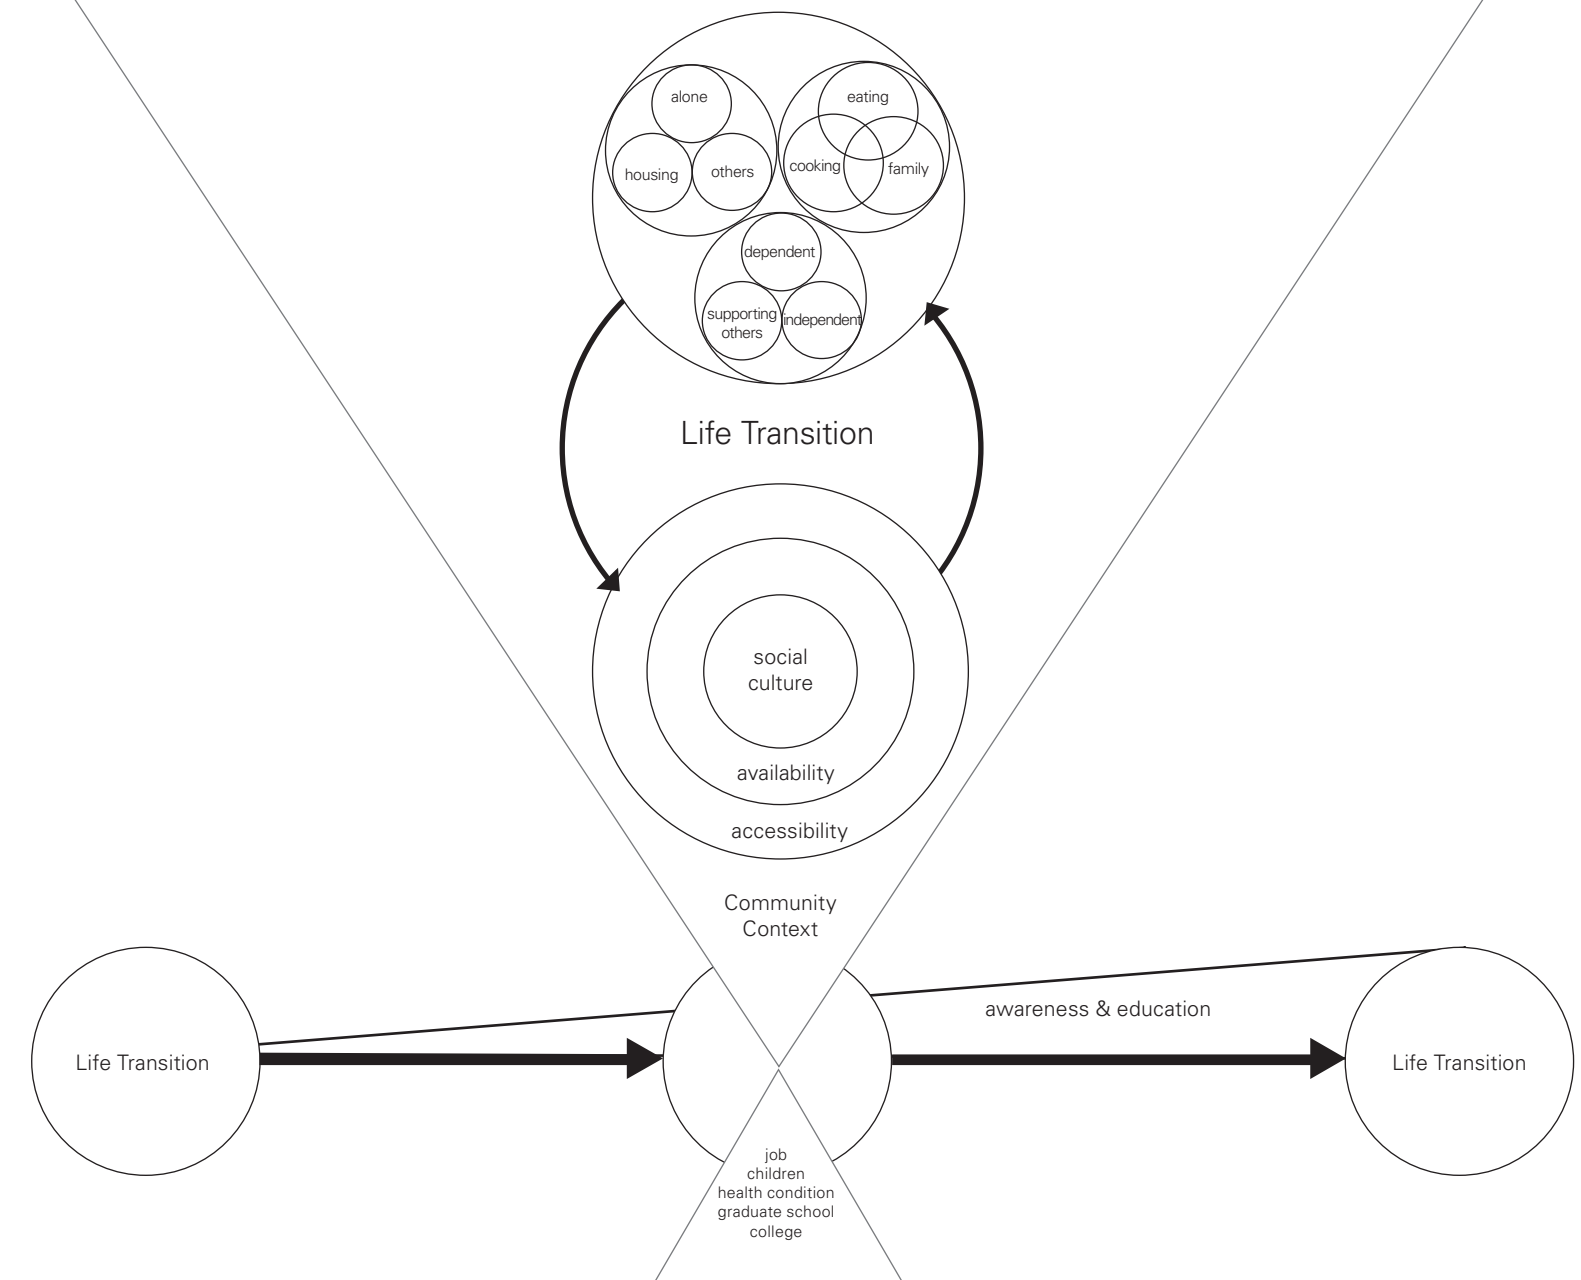 alone
eating
housing
others
cooking
family
dependent
supporting
others
independent
Life Transition
social
culture
availability
accessibility
Community
Context
awareness & education
Life Transition
Life Transition
job
children
health condition
graduate school
college